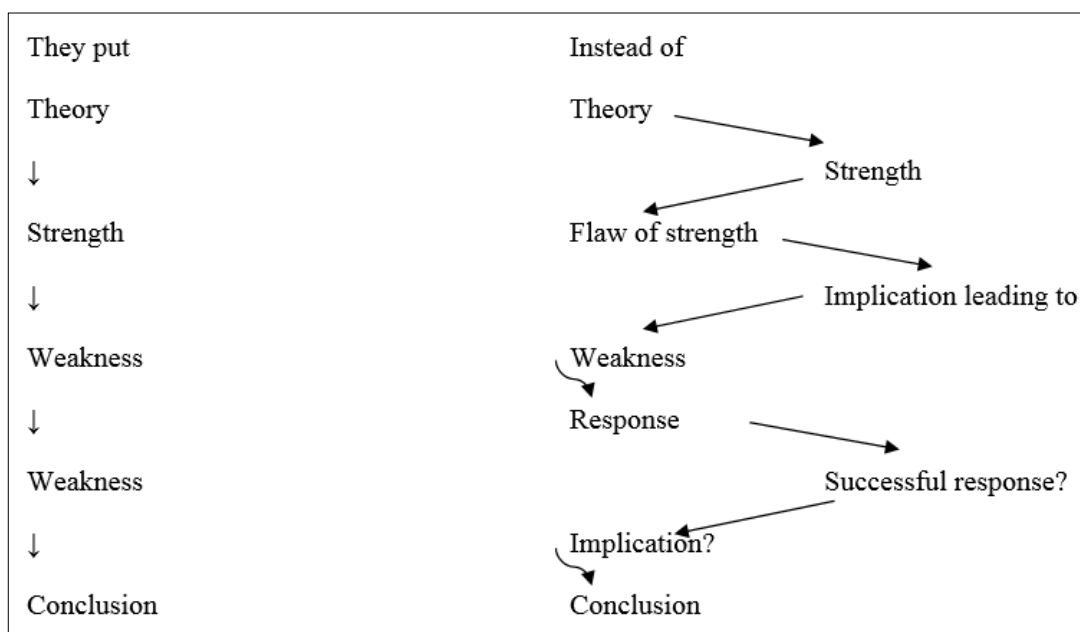 They put Instead of
Theory Theory
↓ Strength
Strength Flaw of strength
↓ Implication leading to
Weakness Weakness
↓ Response
Weakness Successful response?
↓ Implication?
Conclusion Conclusion